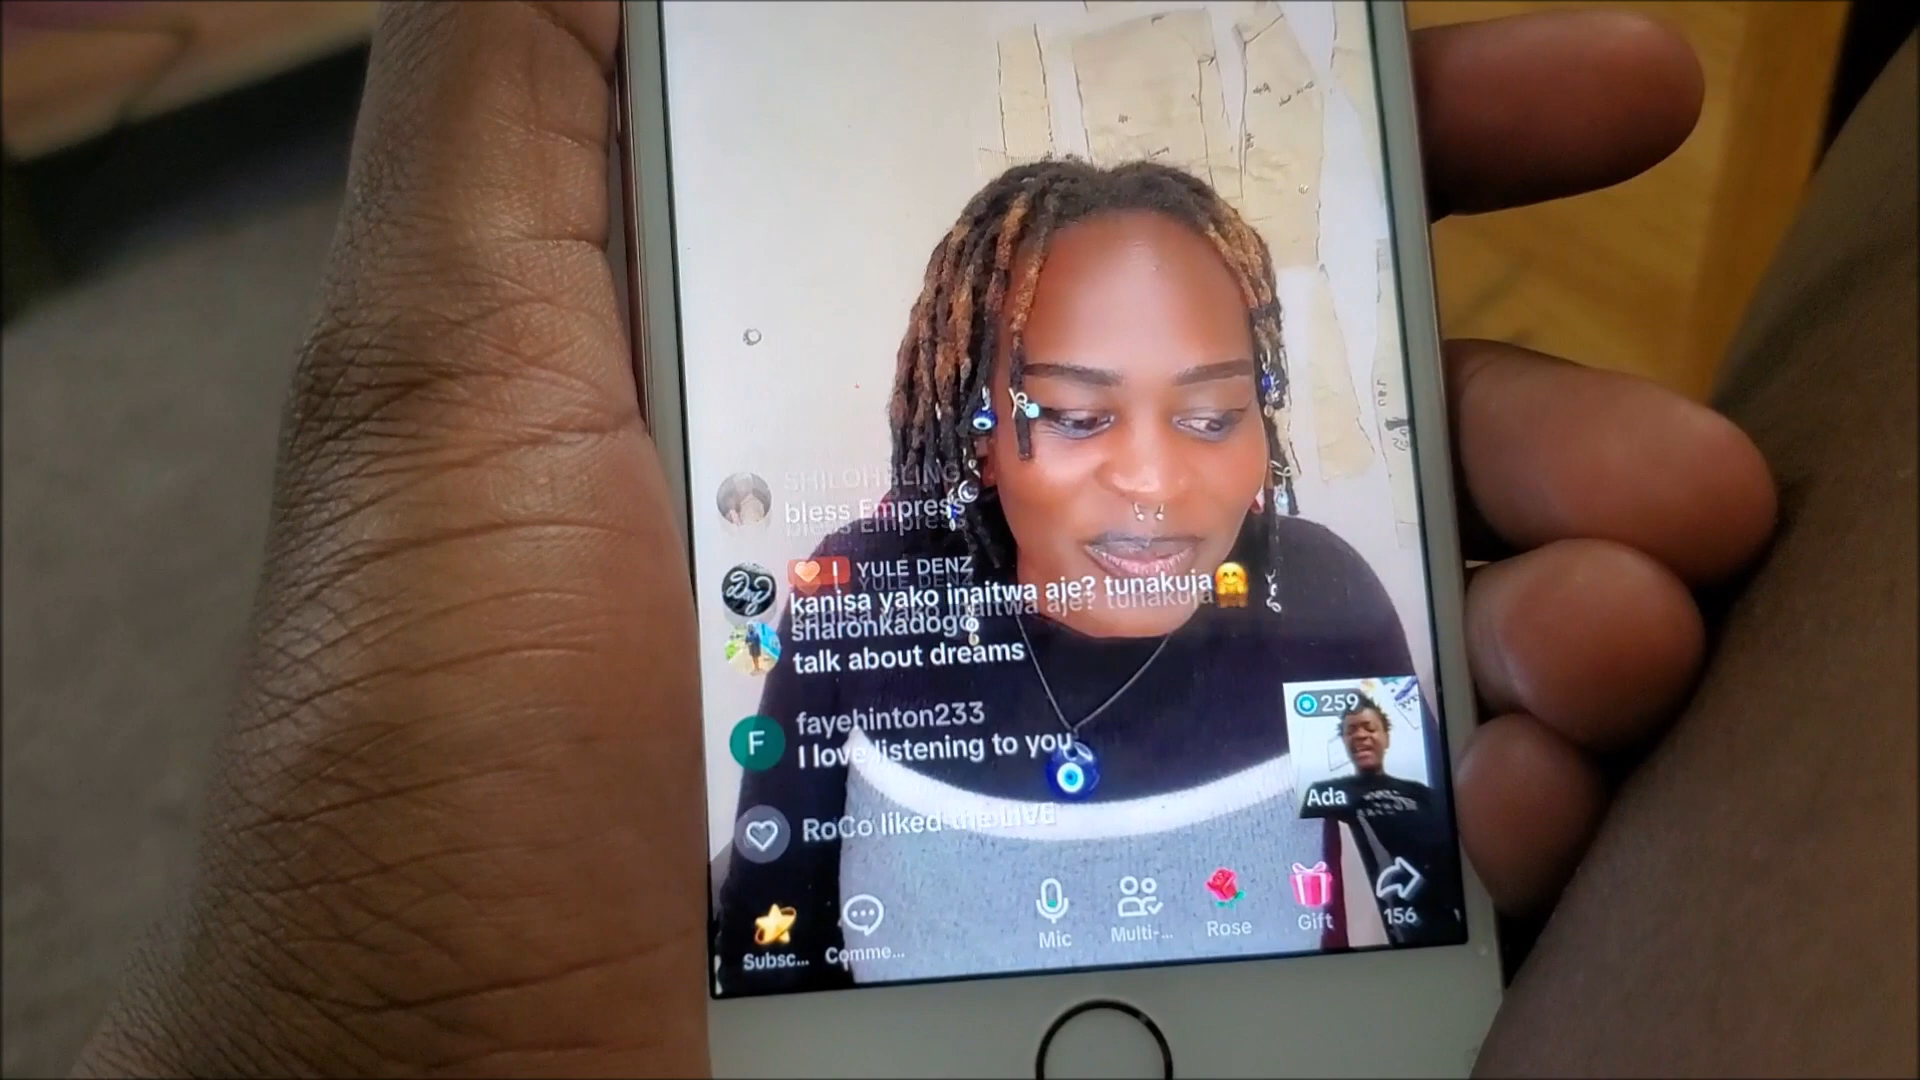 SHILOHBLING
bless Empress
I YULE DENZ
kanisa yako inaitwa aje? tunakuja🤗
sharonkadogo
talk about dreams
F
fayehinton233
I love listening to you
RoCo liked the LIVE
259
Ada
Subsc...
Comme...
Mic
Multi-...
Rose
Gift
156